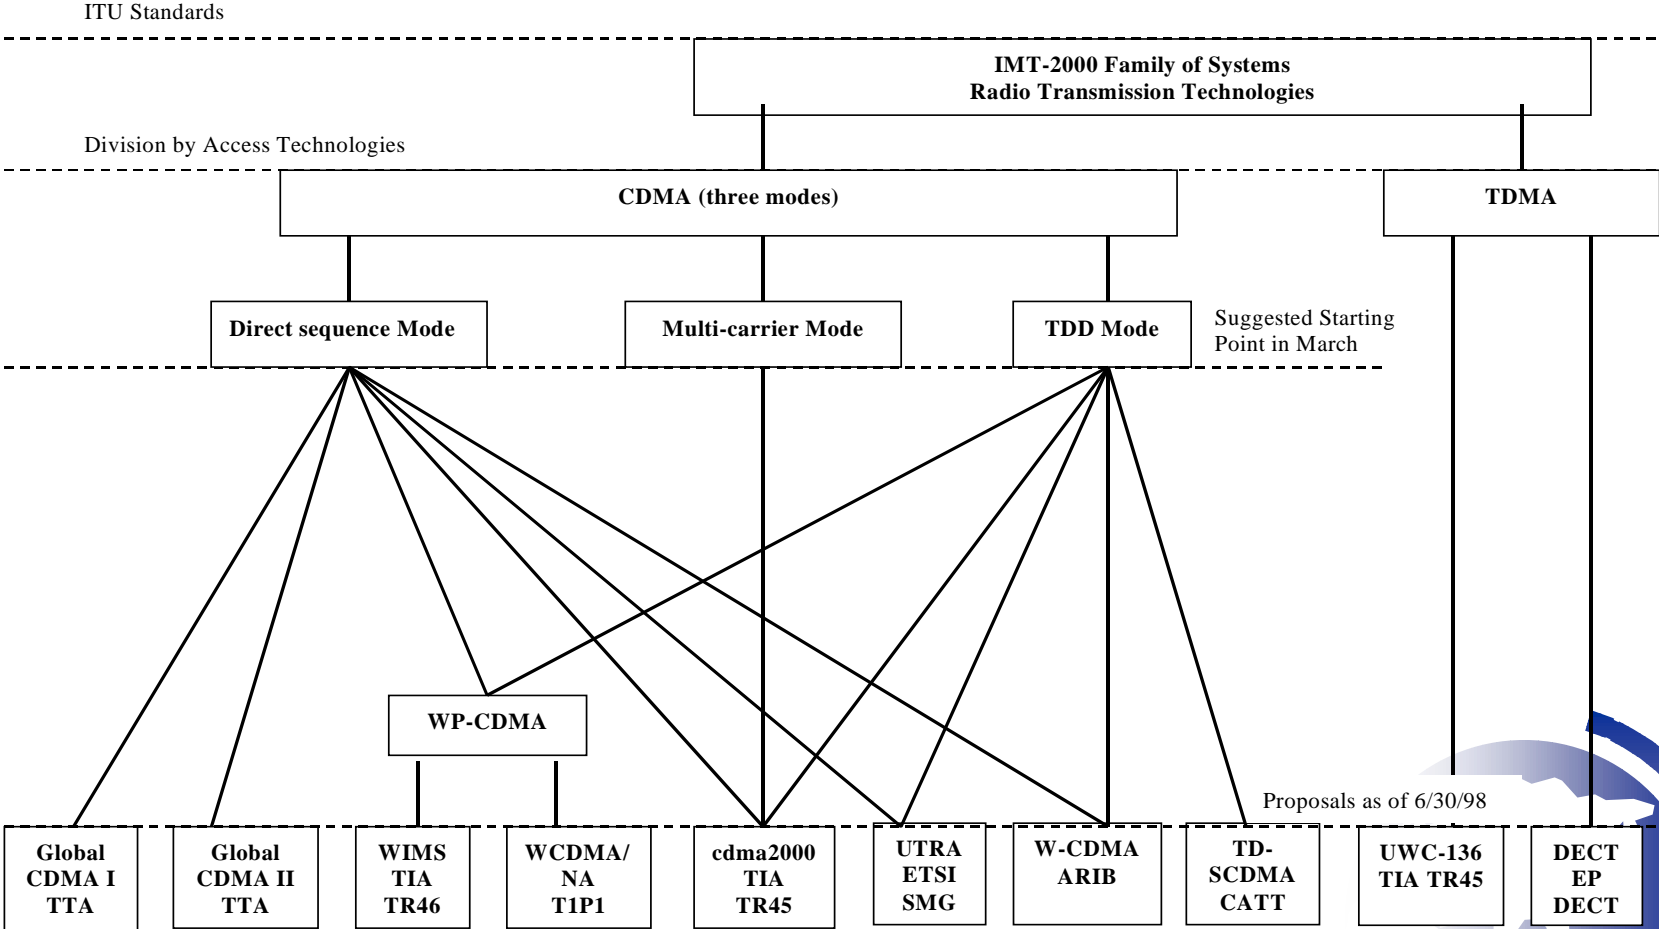 ITU Standards
IMT-2000 Family of Systems
Radio Transmission Technologies
Division by Access Technologies
CDMA (three modes)
TDMA
Direct sequence Mode
Multi-carrier Mode
TDD Mode
Suggested Starting
Point in March
WP-CDMA
Proposals as of 6/30/98
Global
CDMA I
TTA
Global
CDMA II
TTA
WIMS
TIA
TR46
WCDMA/
NA
T1P1
cdma2000
TIA
TR45
UTRA
ETSI
SMG
W-CDMA
ARIB
TD-
SCDMA
CATT
UWC-136
TIA TR45
DECT
EP
DECT